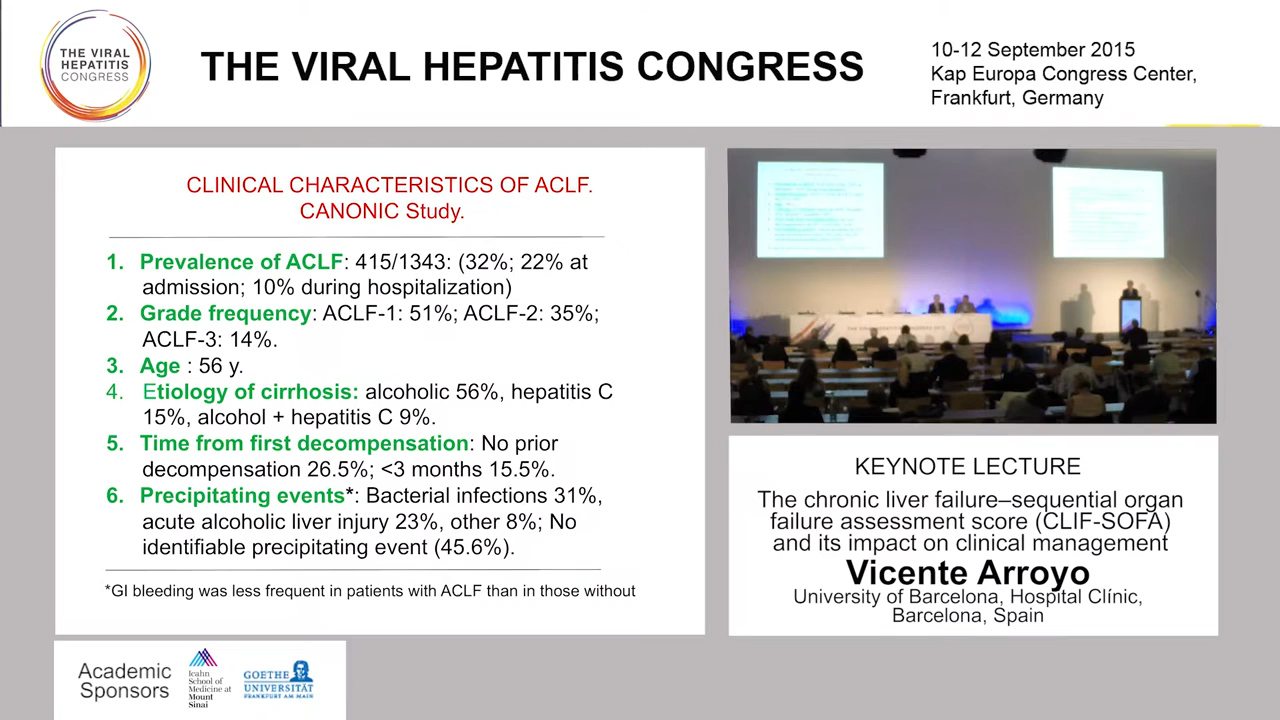 THE VIRAL
HEPATITIS
CONGRESS
THE VIRAL HEPATITIS CONGRESS
10-12 September 2015
Kap Europa Congress Center,
Frankfurt, Germany
CLINICAL CHARACTERISTICS OF ACLF.
CANONIC Study.
1. Prevalence of ACLF: 415/1343: (32%; 22% at
admission; 10% during hospitalization)
2. Grade frequency: ACLF-1: 51%; ACLF-2: 35%;
ACLF-3: 14%.
3. Age : 56 y.
4. Etiology of cirrhosis: alcoholic 56%, hepatitis C
15%, alcohol + hepatitis C 9%.
5. Time from first decompensation: No prior
decompensation 26.5%; <3 months 15.5%.
6. Precipitating events*: Bacterial infections 31%,
acute alcoholic liver injury 23%, other 8%; No
identifiable precipitating event (45.6%).
*GI bleeding was less frequent in patients with ACLF than in those without
KEYNOTE LECTURE
The chronic liver failure–sequential organ
failure assessment score (CLIF-SOFA)
and its impact on clinical management
Vicente Arroyo
University of Barcelona, Hospital Clínic,
Barcelona, Spain
Academic
Sponsors
Icahn
School of
Medicine at
Mount
Sinai
GOETHE
UNIVERSITÄT
FRANKFURT AM MAIN